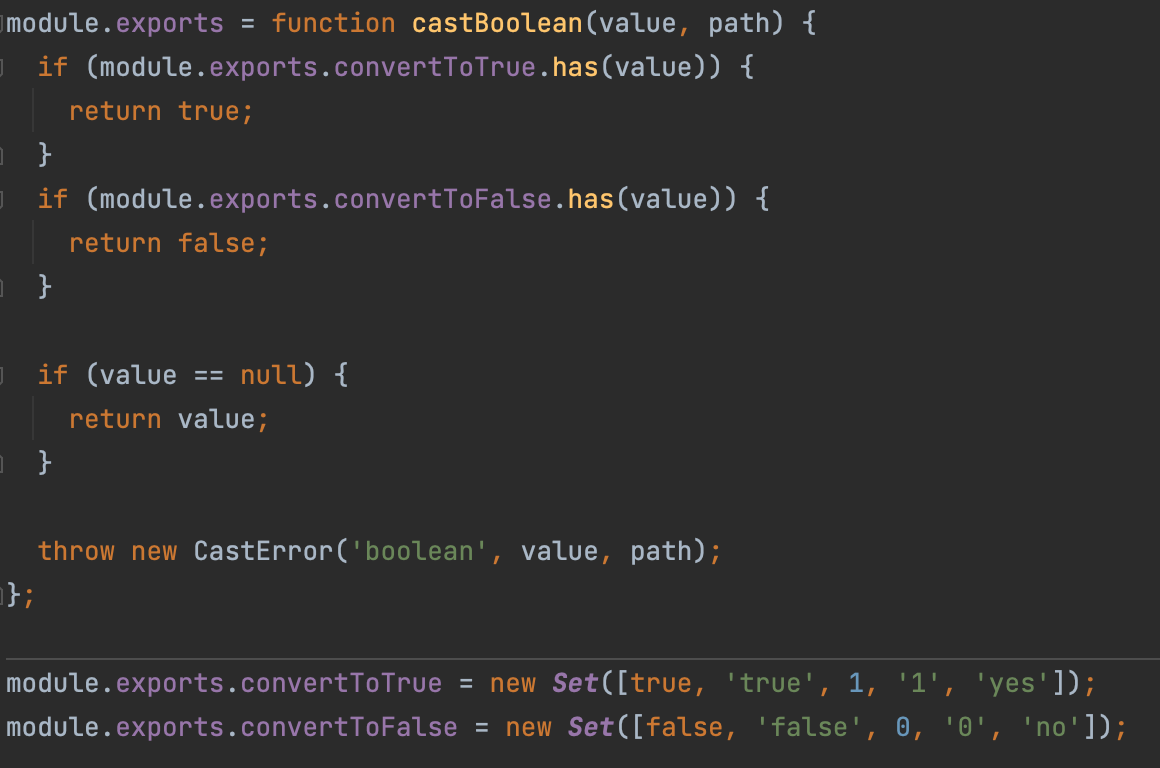 module.exports = function castBoolean(value, path) {
  if (module.exports.convertToTrue.has(value)) {
    return true;
  }
  if (module.exports.convertToFalse.has(value)) {
    return false;
  }

  if (value == null) {
    return value;
  }

  throw new CastError('boolean', value, path);
};

module.exports.convertToTrue = new Set([true, 'true', 1, '1', 'yes']);
module.exports.convertToFalse = new Set([false, 'false', 0, '0', 'no']);